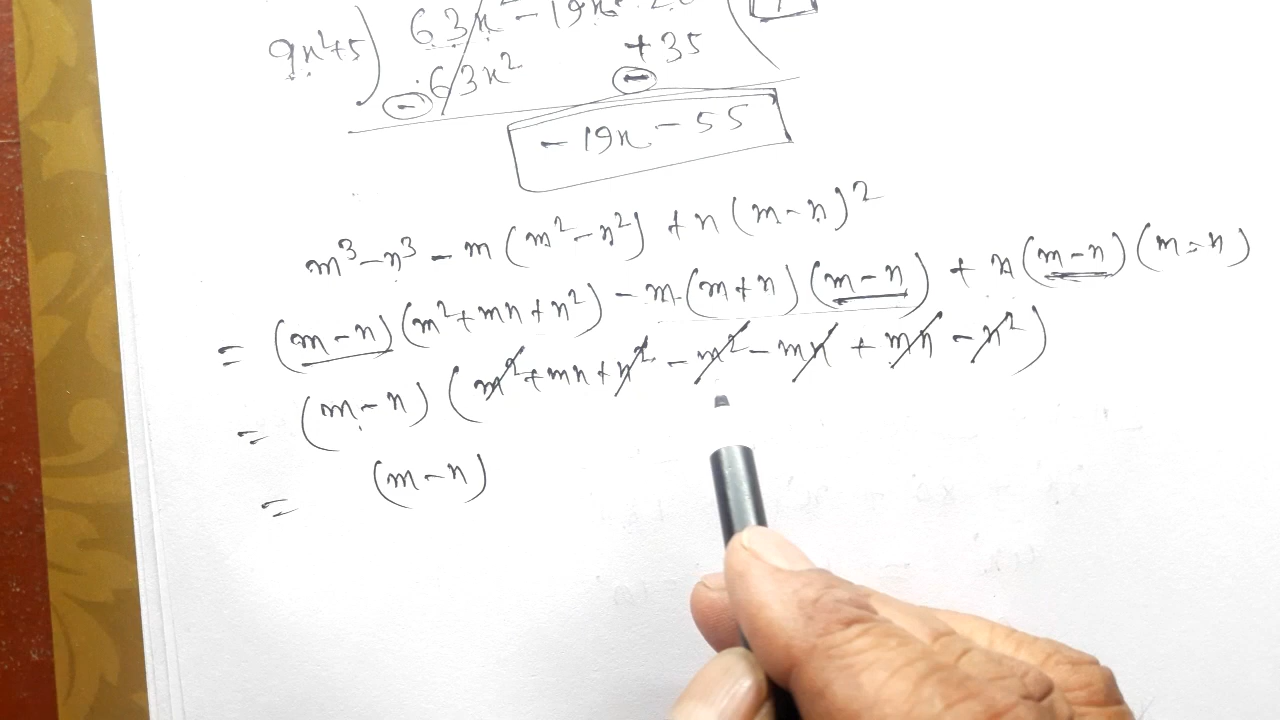 9x²+5) 63x² - 19x
- 63x² + 35
-
- 19x - 55
m³-n³ - m(m²-n²) + n(m-n)²
= (m-n)(m²+mn+n²) - m(m+n)(m-n) + n(m-n)(m-n)
= (m-n)(m²+mn+n² - m² - mn + mn - n²)
= (m-n)